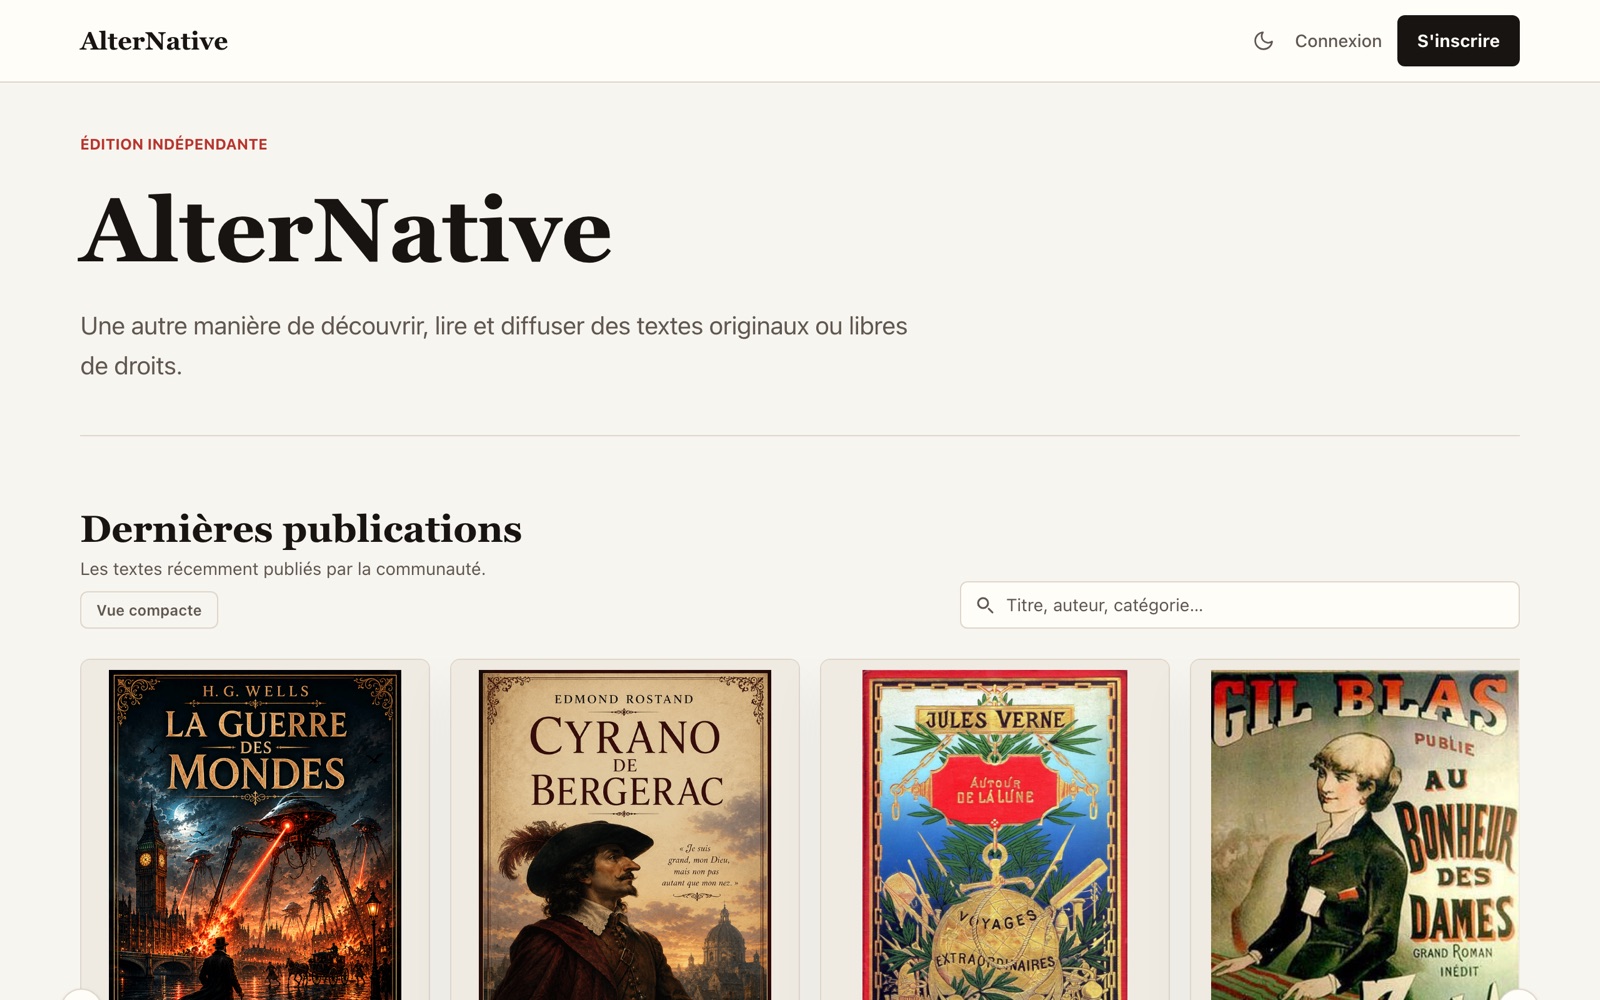 AlterNative
Connexion
S'inscrire
ÉDITION INDÉPENDANTE
AlterNative
Une autre manière de découvrir, lire et diffuser des textes originaux ou libres
de droits.
Dernières publications
Les textes récemment publiés par la communauté.
Vue compacte
Titre, auteur, catégorie...
H. G. WELLS
LA GUERRE
DES
MONDES
EDMOND ROSTAND
CYRANO
DE
BERGERAC
« Je suis
grand, mon Dieu,
mais non pas
autant que mon nez. »
JULES VERNE
AUTOUR
DE LA LUNE
VOYAGES
EXTRAORDINAIRES
GIL BLAS
PUBLIE
AU
BONHEUR
DES
DAMES
GRAND ROMAN
INÉDIT